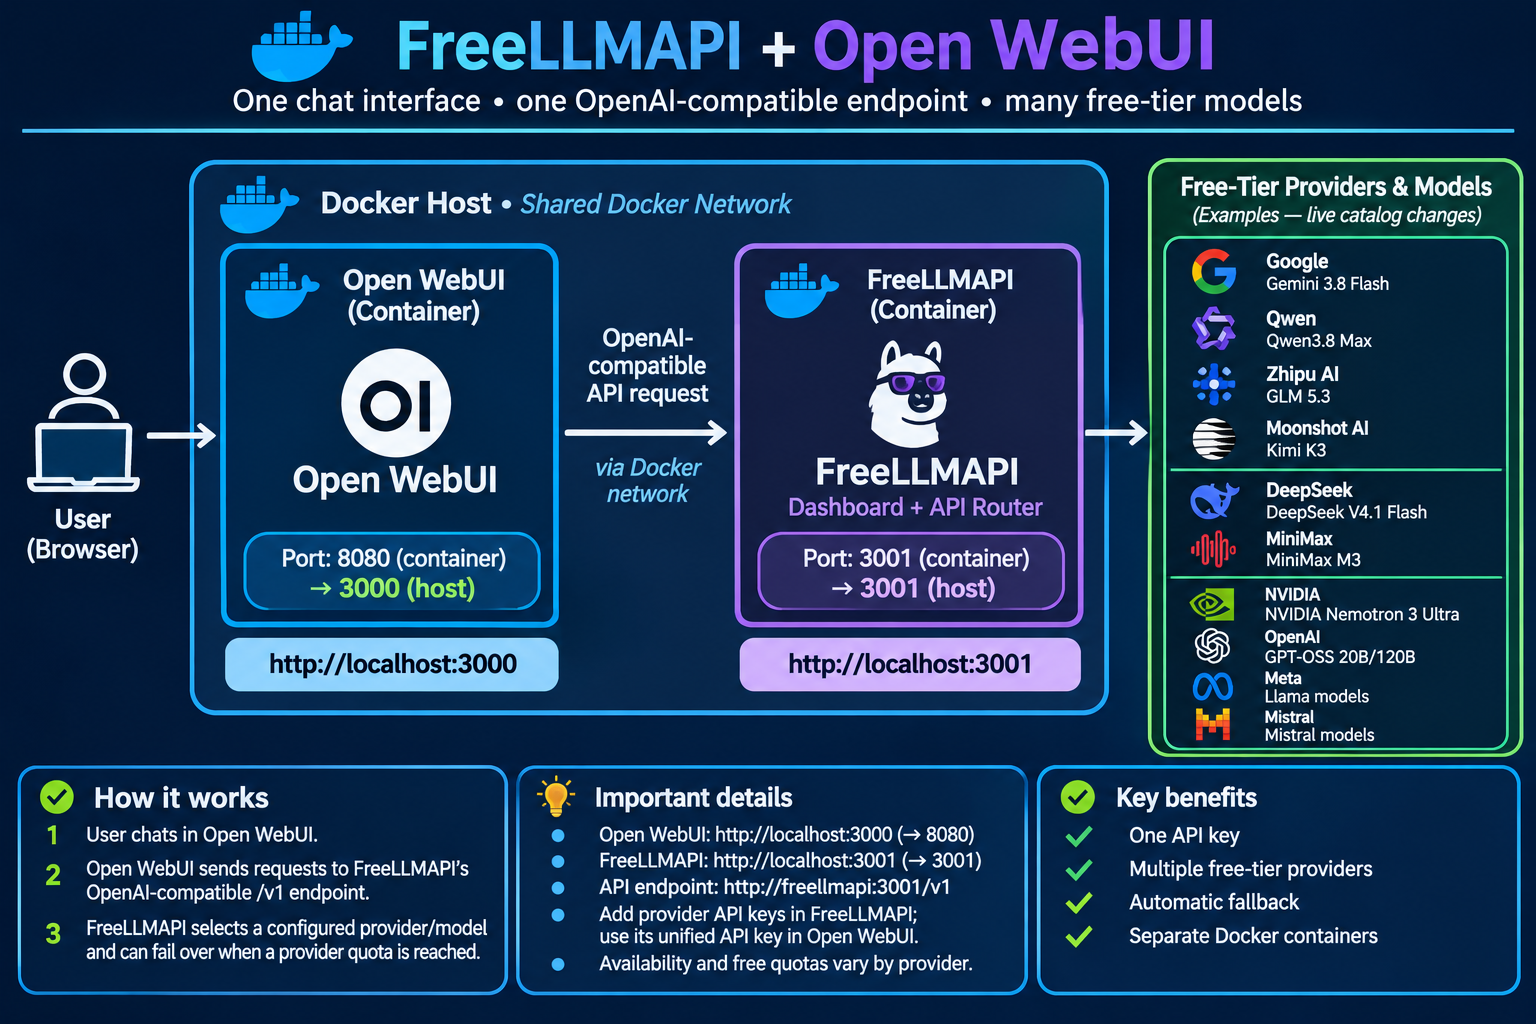 FreeLLMAPI + Open WebUI
One chat interface • one OpenAI-compatible endpoint • many free-tier models
Docker Host • Shared Docker Network
Open WebUI
(Container)
OI
Open WebUI
Port: 8080 (container)
→ 3000 (host)
http://localhost:3000
OpenAI-
compatible
API request
via Docker
network
FreeLLMAPI
(Container)
FreeLLMAPI
Dashboard + API Router
Port: 3001 (container)
→ 3001 (host)
http://localhost:3001
User
(Browser)
Free-Tier Providers & Models
(Examples — live catalog changes)
Google
Gemini 3.8 Flash
Qwen
Qwen3.8 Max
Zhipu AI
GLM 5.3
Moonshot AI
Kimi K3
DeepSeek
DeepSeek V4.1 Flash
MiniMax
MiniMax M3
NVIDIA
NVIDIA Nemotron 3 Ultra
OpenAI
GPT-OSS 20B/120B
Meta
Llama models
Mistral
Mistral models
How it works
1 User chats in Open WebUI.
2 Open WebUI sends requests to FreeLLMAPI's
OpenAI-compatible /v1 endpoint.
3 FreeLLMAPI selects a configured provider/model
and can fail over when a provider quota is reached.
Important details
Open WebUI: http://localhost:3000 (→ 8080)
FreeLLMAPI: http://localhost:3001 (→ 3001)
API endpoint: http://freellmapi:3001/v1
Add provider API keys in FreeLLMAPI;
use its unified API key in Open WebUI.
Availability and free quotas vary by provider.
Key benefits
One API key
Multiple free-tier providers
Automatic fallback
Separate Docker containers